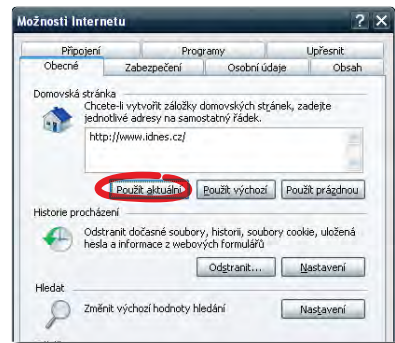 Možnosti Internetu
Připojení Programy Upřesnit
Obecné Zabezpečení Osobní údaje Obsah
Domovská stránka
Chcete-li vytvořit záložky domovských stránek, zadejte
jednotlivé adresy na samostatný řádek.
http://www.idnes.cz/
Použít aktuální Použít výchozí Použít prázdnou
Historie procházení
Odstranit dočasné soubory, historii, soubory cookie, uložená
hesla a informace z webových formulářů
Odstranit... Nastavení
Hledat
Změnit výchozí hodnoty hledání Nastavení